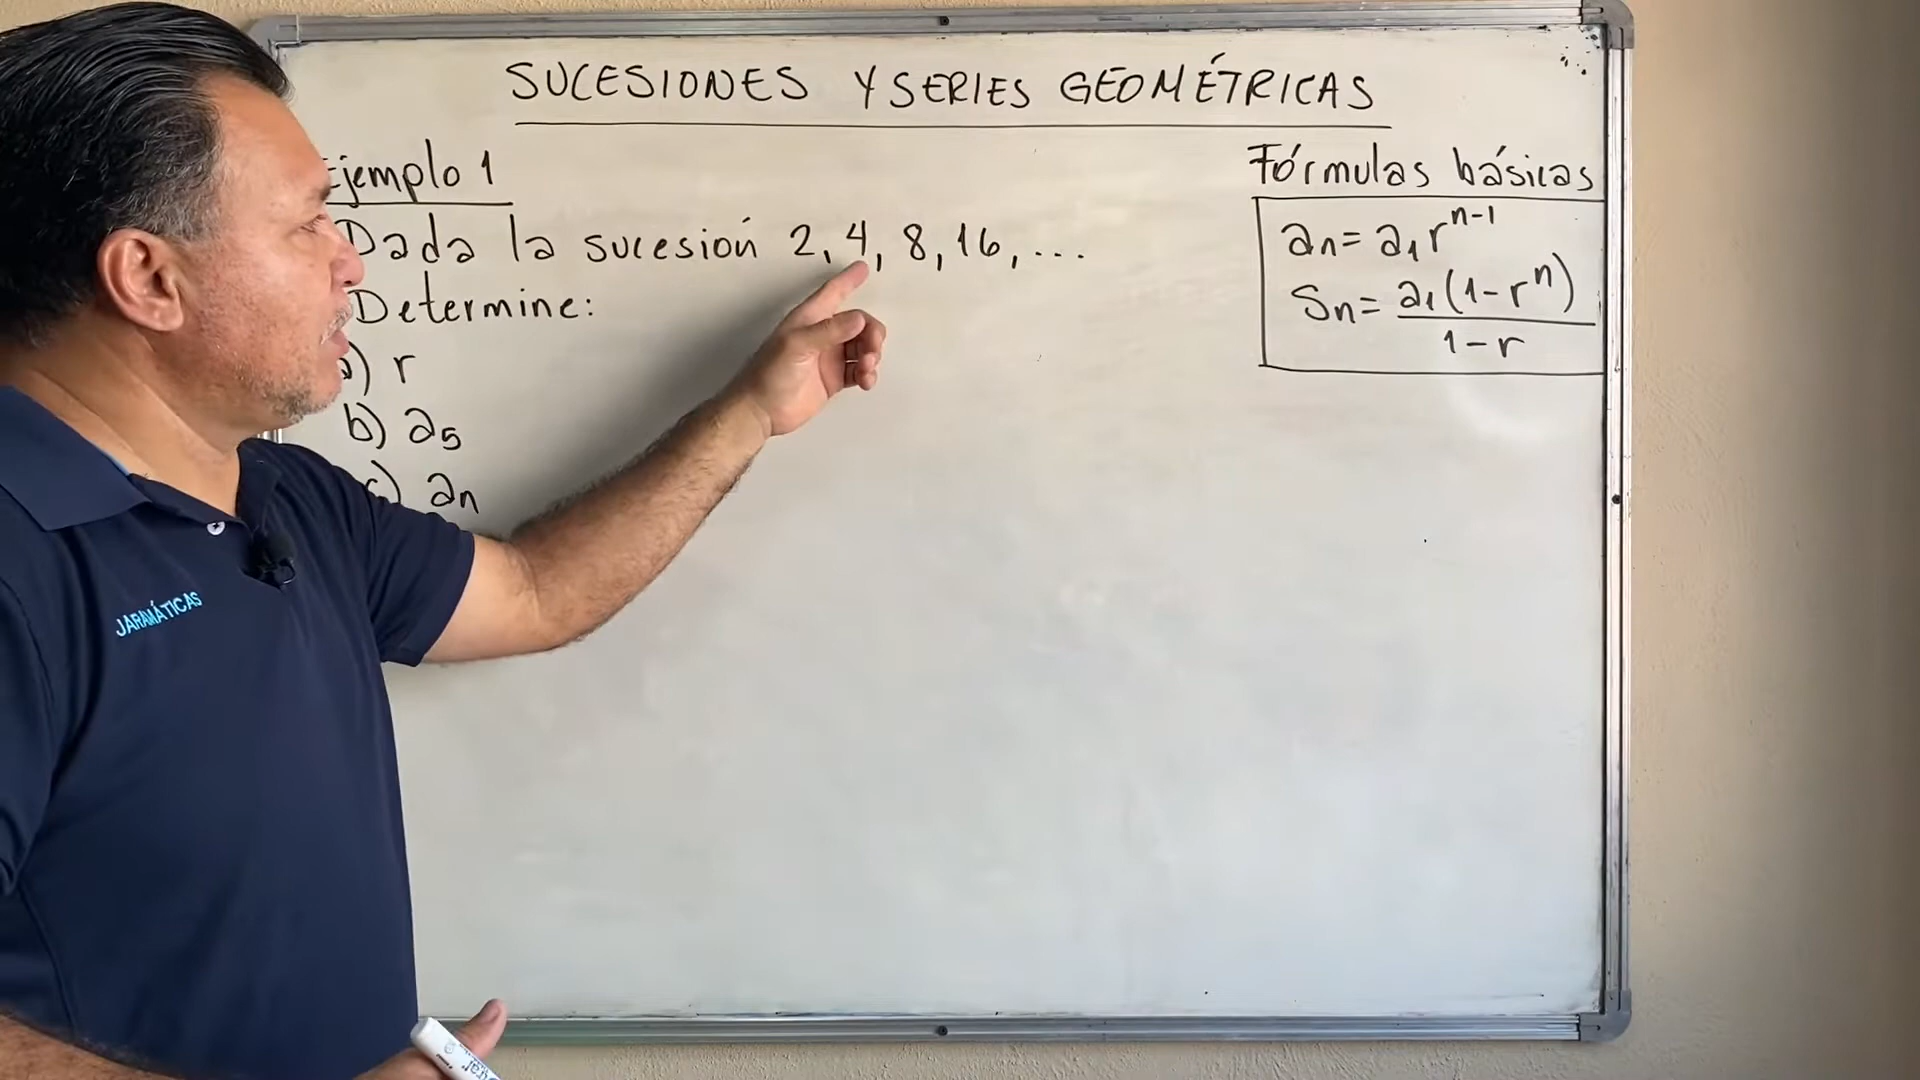 SUCESIONES Y SERIES GEOMÉTRICAS
Ejemplo 1
Dada la sucesión 2, 4, 8, 16, ...
Determine:
a) r
b) a5
c) an
Fórmulas básicas
an = a1 r^n-1
Sn = a1 (1 - r^n)
1 - r
JARAMÁTICAS